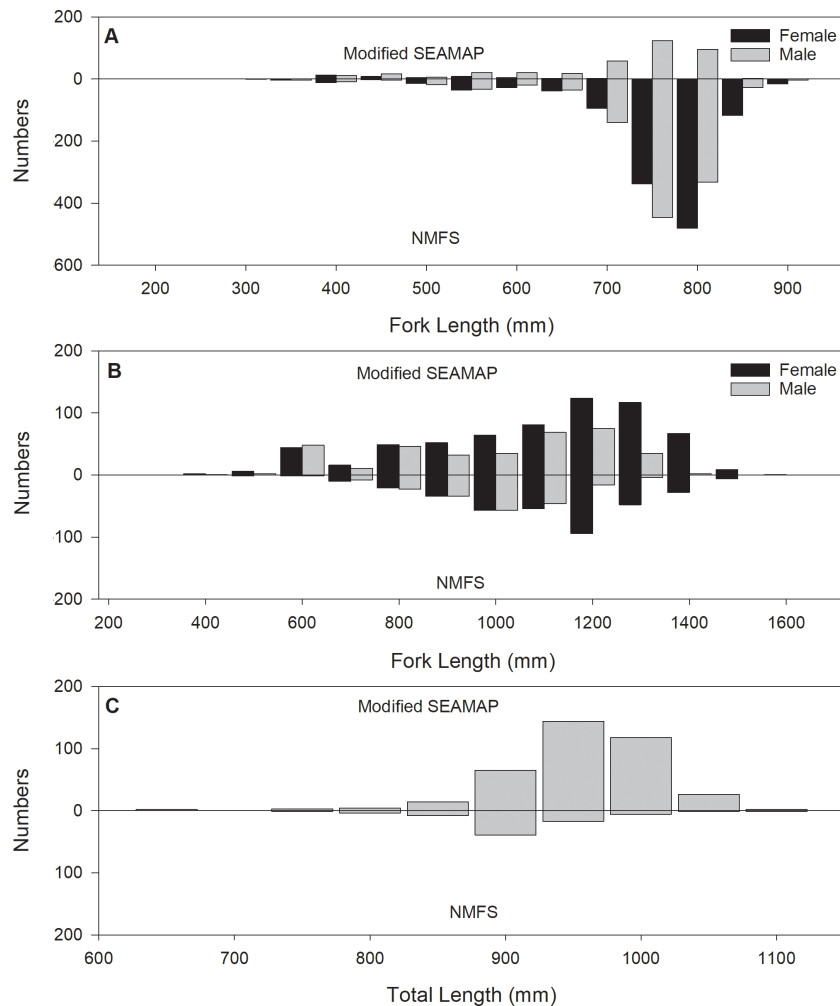 200
A
Female
Male
Modified SEAMAP
100
0
200
400
600
Numbers
NMFS
200 300 400 500 600 700 800 900
Fork Length (mm)
200
B
Female
Male
Modified SEAMAP
100
0
100
200
Numbers
NMFS
200 400 600 800 1000 1200 1400 1600
Fork Length (mm)
200
C
Modified SEAMAP
100
0
100
200
Numbers
NMFS
600 700 800 900 1000 1100
Total Length (mm)